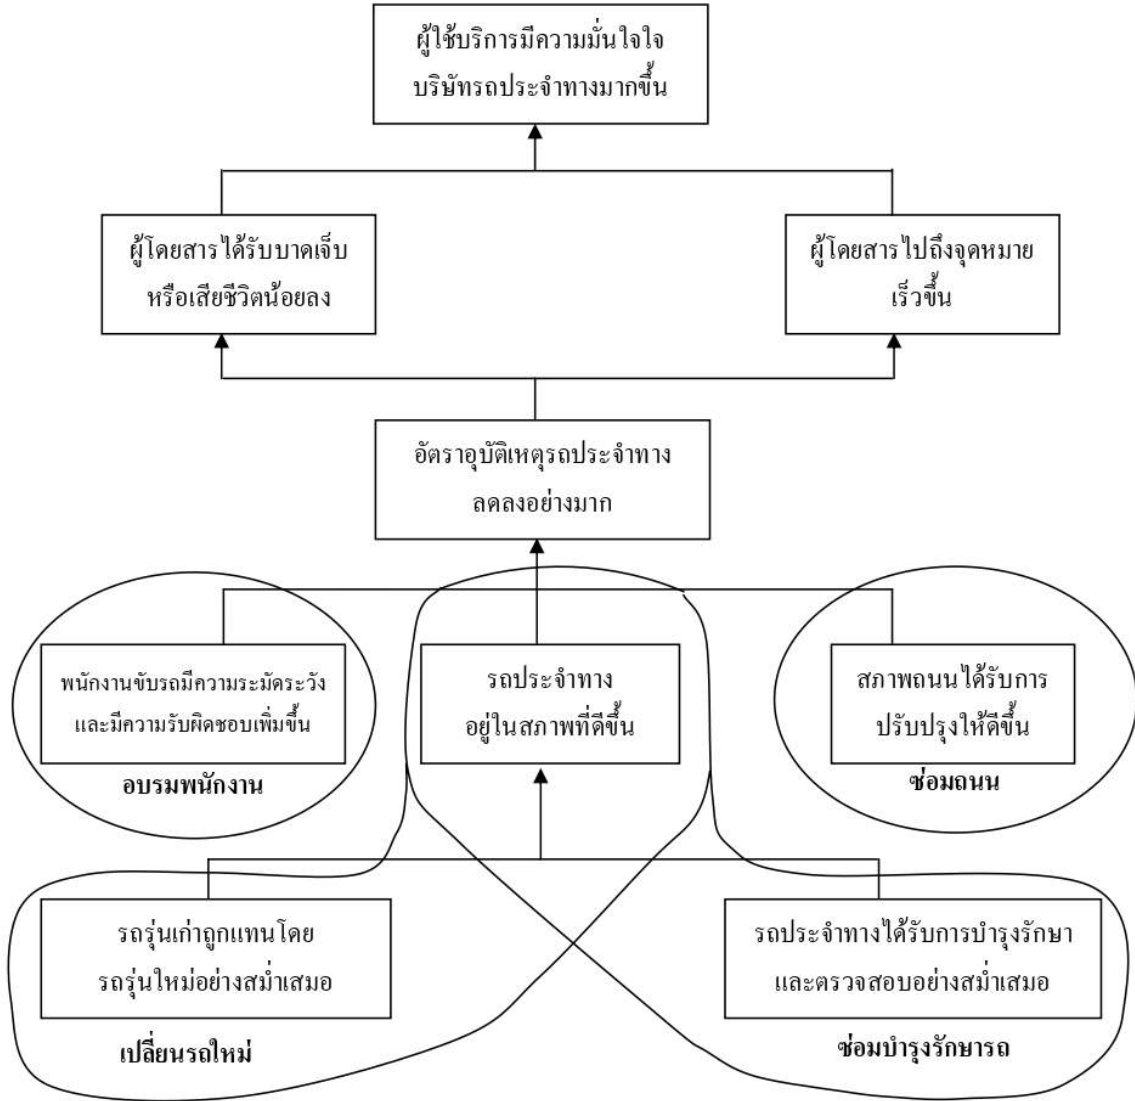 ผู้ใช้บริการมีความมั่นใจใจ
บริษัทรถประจำทางมากขึ้น
ผู้โดยสารได้รับบาดเจ็บ
หรือเสียชีวิตน้อยลง
ผู้โดยสารไปถึงจุดหมาย
เร็วขึ้น
อัตราอุบัติเหตุรถประจำทาง
ลดลงอย่างมาก
พนักงานขับรถมีความระมัดระวัง
และมีความรับผิดชอบเพิ่มขึ้น
อบรมพนักงาน
รถประจำทาง
อยู่ในสภาพที่ดีขึ้น
สภาพถนนได้รับการ
ปรับปรุงให้ดีขึ้น
ซ่อมถนน
รถรุ่นเก่าถูกแทนโดย
รถรุ่นใหม่อย่างสม่ำเสมอ
เปลี่ยนรถใหม่
รถประจำทางได้รับการบำรุงรักษา
และตรวจสอบอย่างสม่ำเสมอ
ซ่อมบำรุงรักษารถ